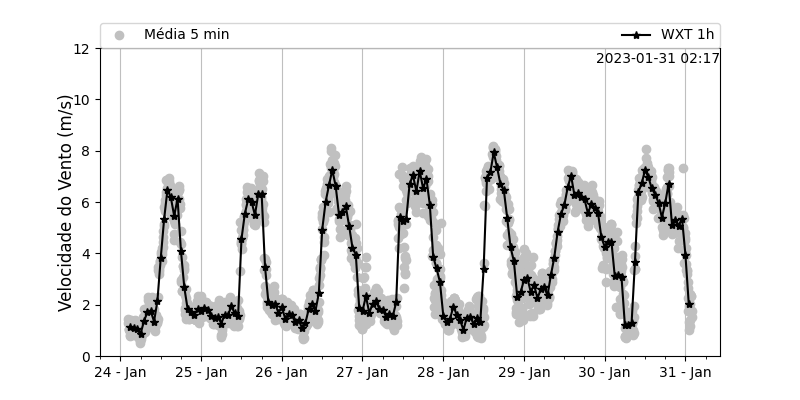 Média 5 min
WXT 1h
2023-01-31 02:17
Velocidade do Vento (m/s)
12
10
8
6
4
2
0
24 - Jan
25 - Jan
26 - Jan
27 - Jan
28 - Jan
29 - Jan
30 - Jan
31 - Jan